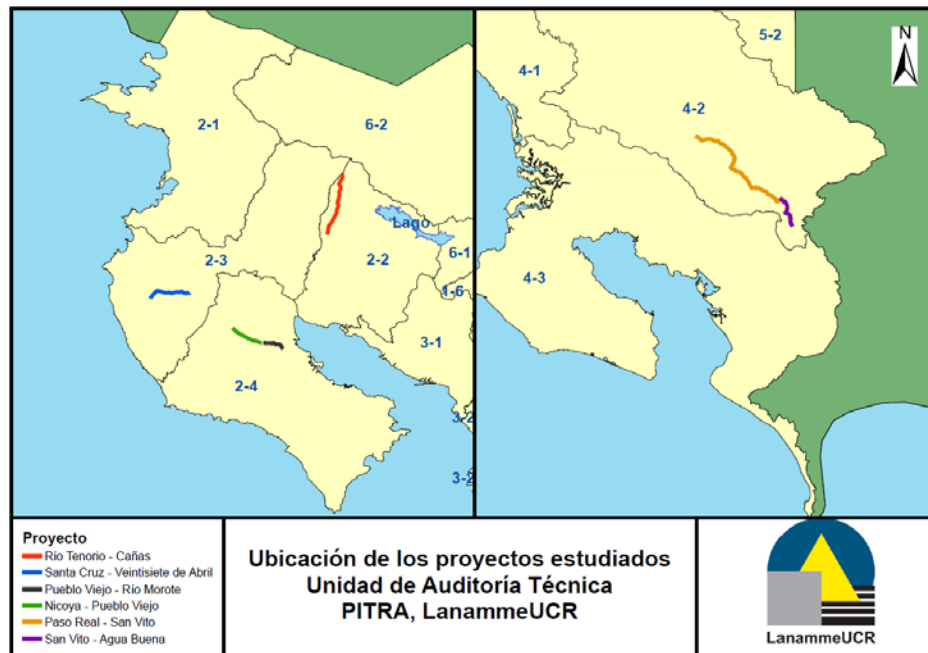 5-2
N
4-1
4-2
2-1
6-2
Lago
2-3
2-2
6-1
1-6
4-3
3-1
2-4
3-2
3-2
Proyecto
Río Tenorio - Cañas
Santa Cruz - Veintisiete de Abril
Pueblo Viejo - Río Morote
Nicoya - Pueblo Viejo
Paso Real - San Vito
San Vito - Agua Buena
Ubicación de los proyectos estudiados
Unidad de Auditoría Técnica
PITRA, LanammeUCR
LanammeUCR